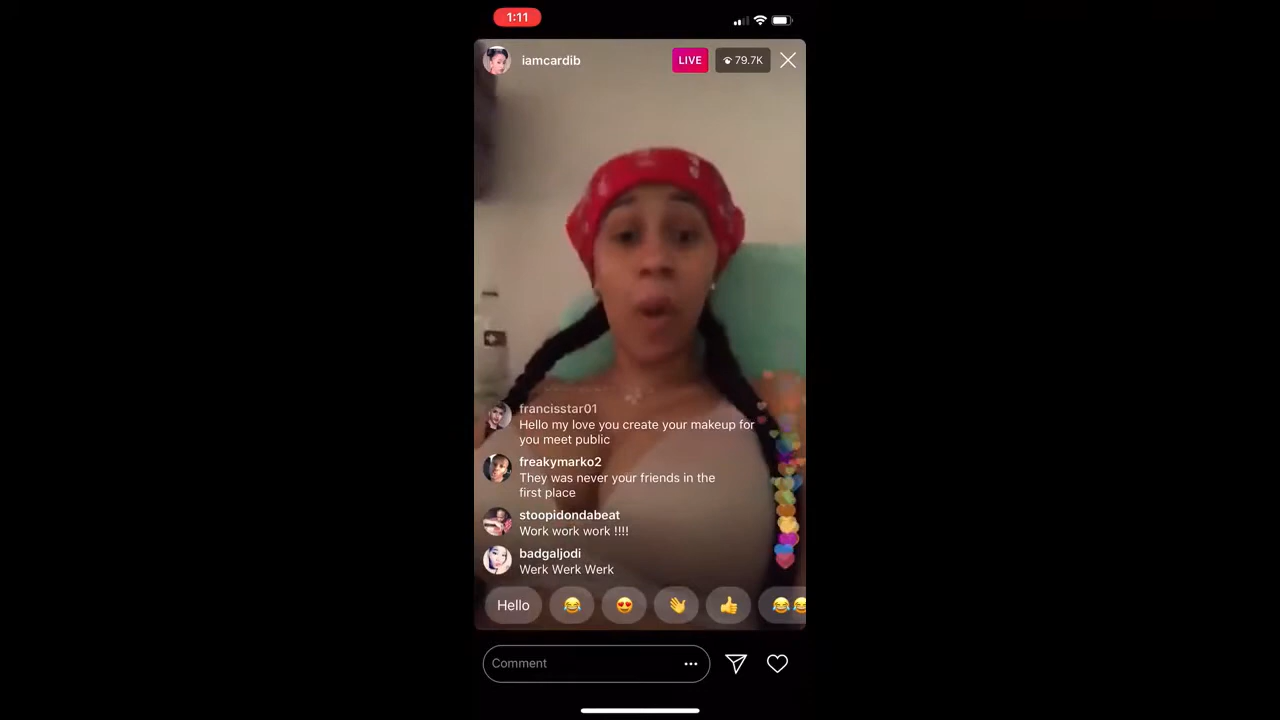 1:11
iamcardib
LIVE
79.7K
francisstar01
Hello my love you create your makeup for
you meet public
freakymarko2
They was never your friends in the
first place
stoopidondabeat
Work work work !!!!
badgaljodi
Werk Werk Werk
Hello
Comment